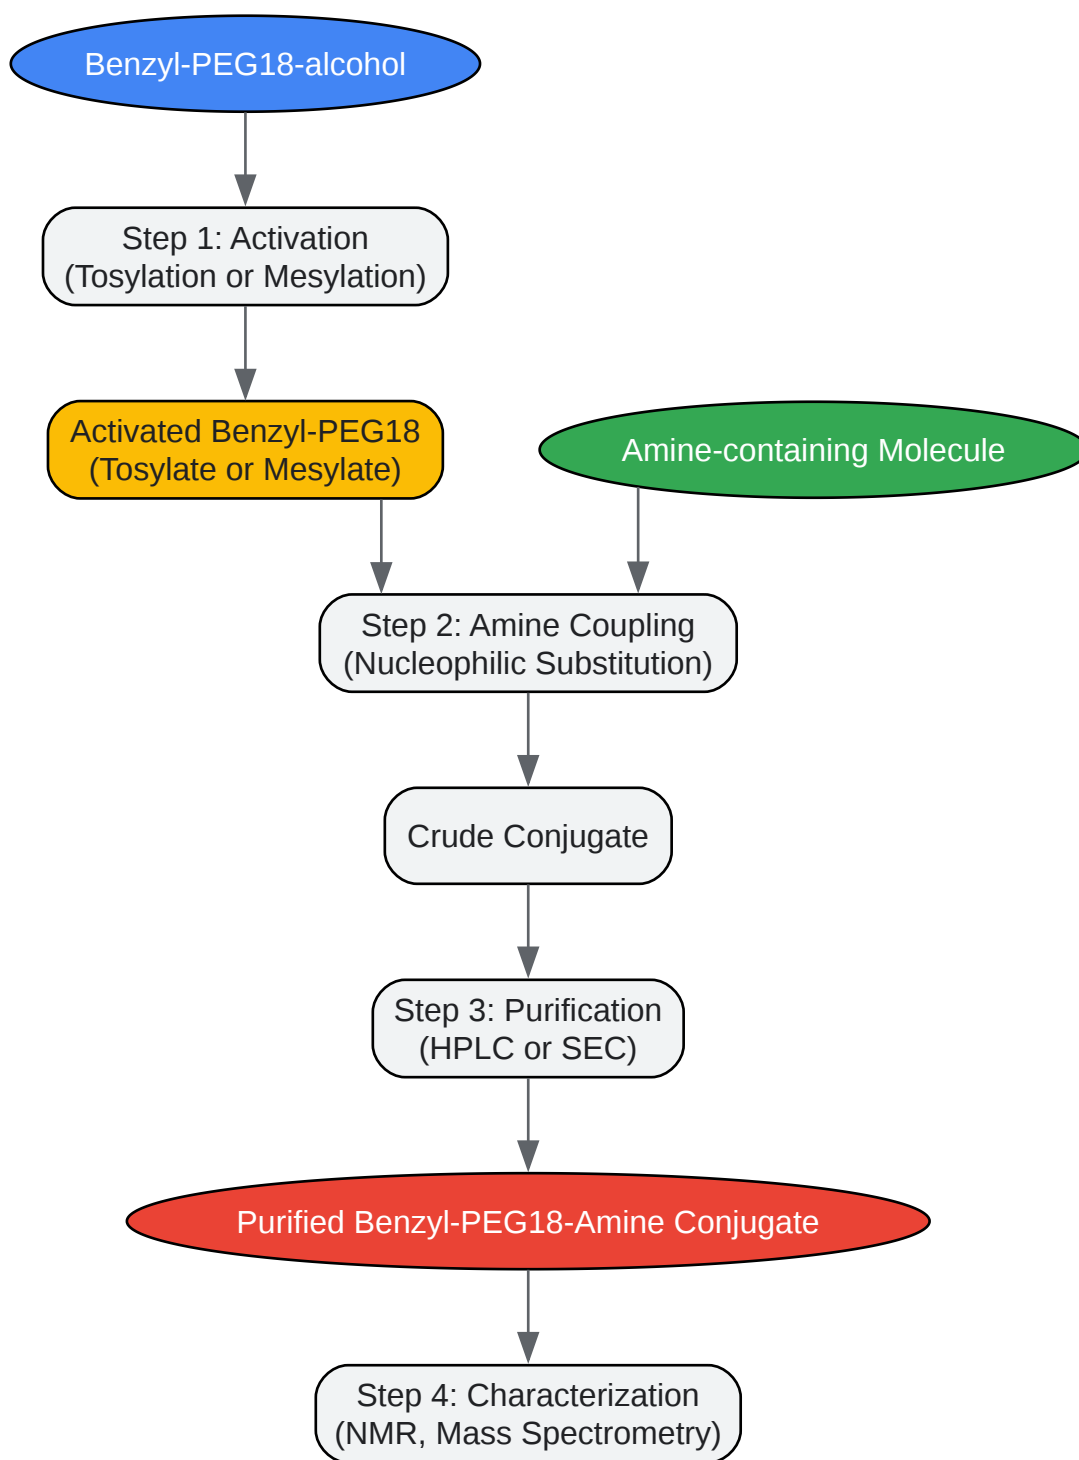 Benzyl-PEG18-alcohol
Step 1: Activation
(Tosylation or Mesylation)
Activated Benzyl-PEG18
(Tosylate or Mesylate)
Amine-containing Molecule
Step 2: Amine Coupling
(Nucleophilic Substitution)
Crude Conjugate
Step 3: Purification
(HPLC or SEC)
Purified Benzyl-PEG18-Amine Conjugate
Step 4: Characterization
(NMR, Mass Spectrometry)